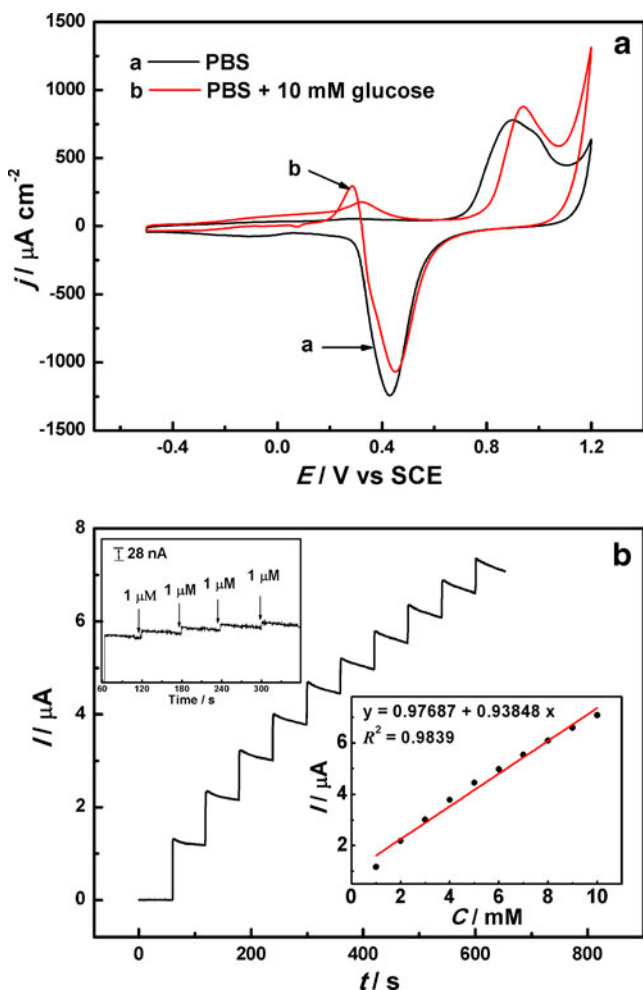 a
a PBS
b PBS + 10 mM glucose
1500
1000
500
0
-500
-1000
-1500
b
a
j / μA cm⁻²
-0.4 0.0 0.4 0.8 1.2
E / V vs SCE
b
8
6
4
2
0
I / μA
28 nA
1 μM 1 μM 1 μM 1 μM
60 120 180 240 300
Time / s
y = 0.97687 + 0.93848 x
R² = 0.9839
6
4
2
I / μA
0 2 4 6 8 10
C / mM
0 200 400 600 800
t / s